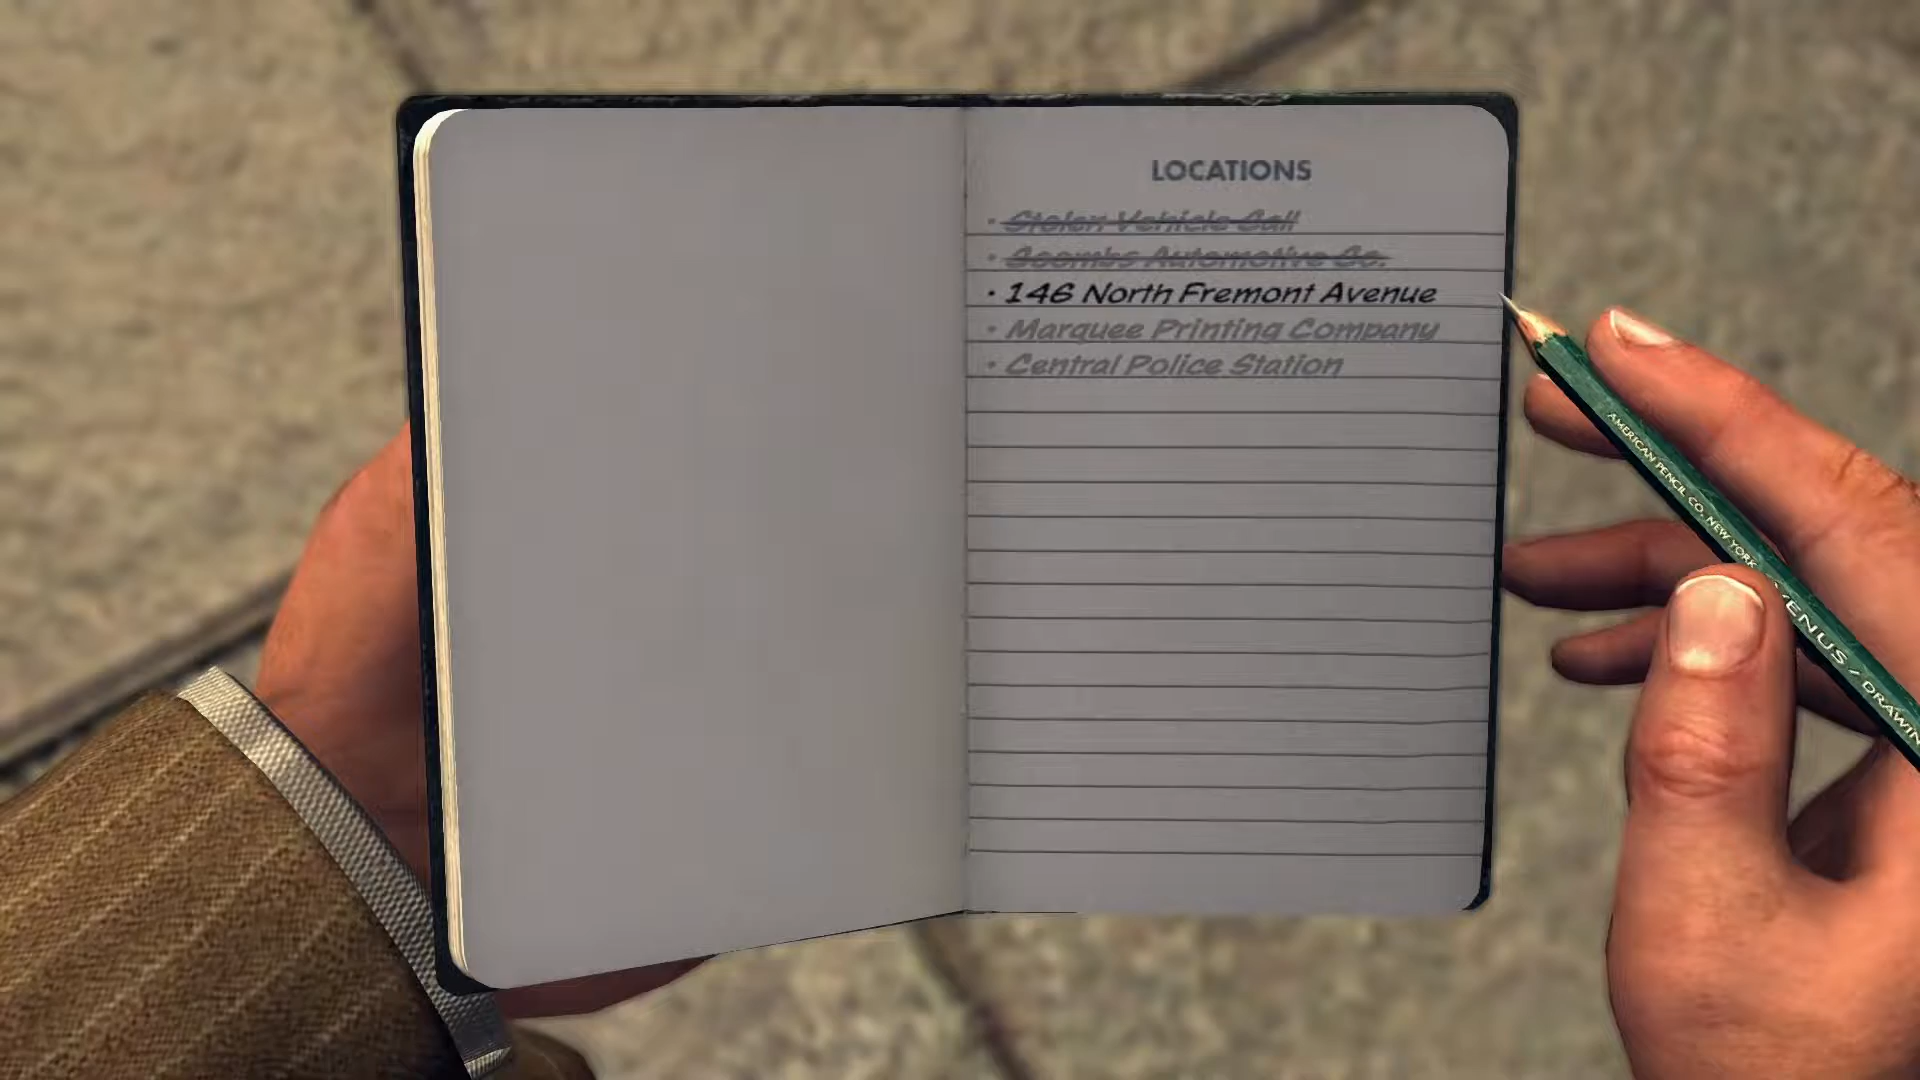 LOCATIONS
· Stolen Vehicle Call
· Coombs Automotive Co.
· 146 North Fremont Avenue
· Marquee Printing Company
· Central Police Station
AMERICAN PENCIL CO. NEW YORK VENUS / DRAWIN